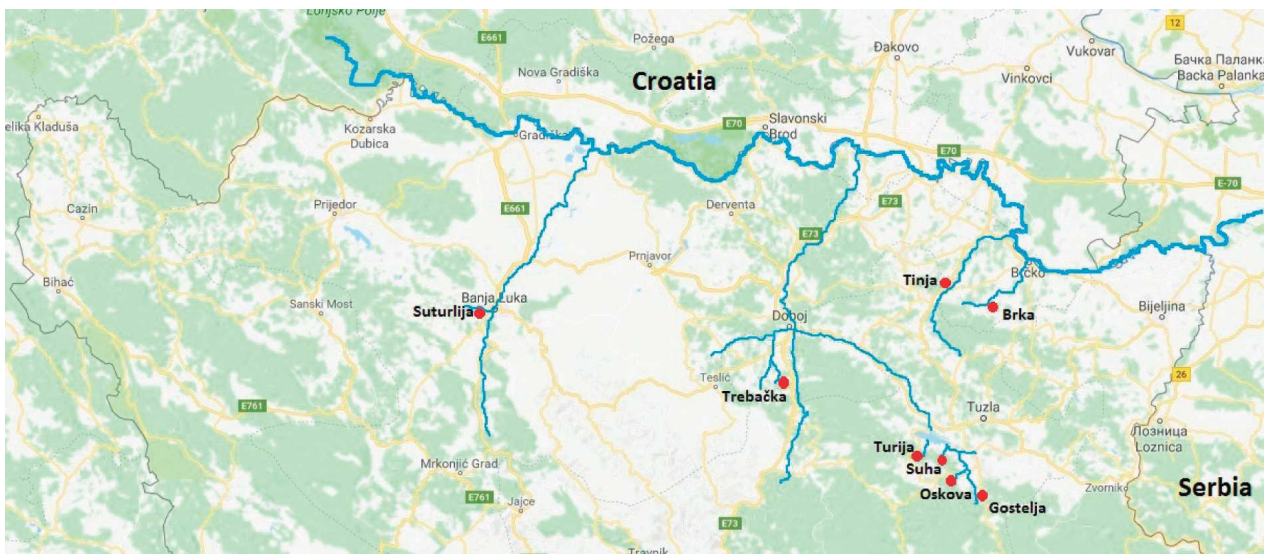 Lonjsko Polje
E661
Požega
Đakovo
12
Vukovar
Бачка Паланка
Backa Palanka
Nova Gradiška
Croatia
Vinkovci
elika Kladuša
Kozarska
Dubica
Gradiška
E70
Slavonski
Brod
E70
E-70
Cazin
Prijedor
E661
Derventa
E73
E73
Bihać
Sanski Most
Prnjavor
Tinja
Brčko
Banja Luka
Suturlija
Brka
Bijeljina
Doboj
Teslić
Trebačka
26
Tuzla
E761
Лозница
Loznica
Turija
Suha
Mrkonjić Grad
Oskova
Zvornik
Serbia
E761
Jajce
Gostelja
E73
Travnik